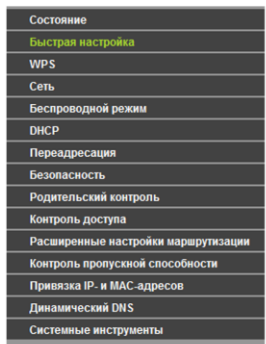 Состояние
Быстрая настройка
WPS
Сеть
Беспроводной режим
DHCP
Переадресация
Безопасность
Родительский контроль
Контроль доступа
Расширенные настройки маршрутизации
Контроль пропускной способности
Привязка IP- и MAC-адресов
Динамический DNS
Системные инструменты